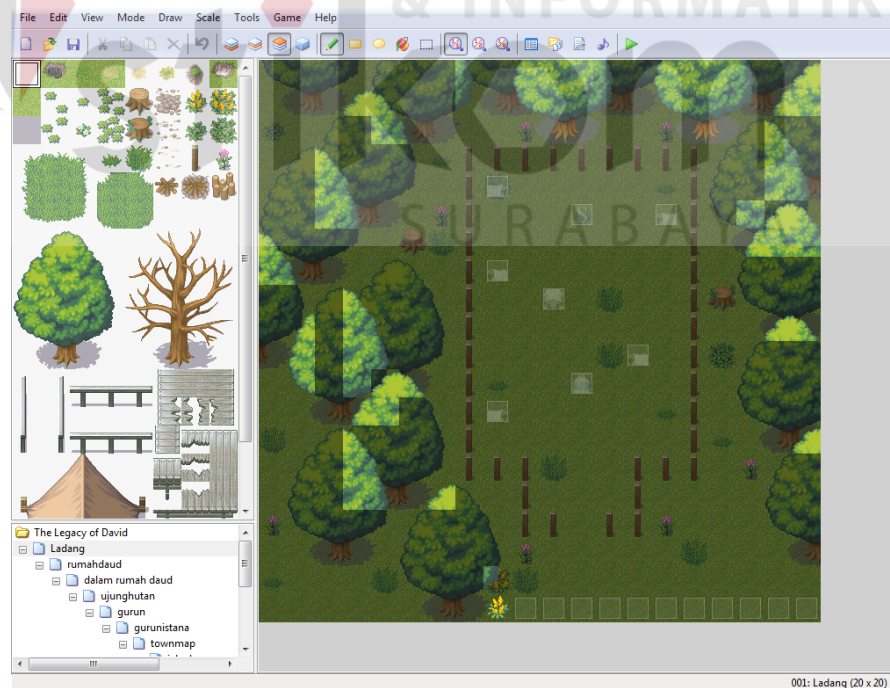 & INFORMATIK
File Edit View Mode Draw Scale Tools Game Help
stikom
SURABAYA
S
The Legacy of David
Ladang
rumahdaud
dalam rumah daud
ujunghutan
gurun
gurunistana
townmap
001: Ladang (20 x 20)